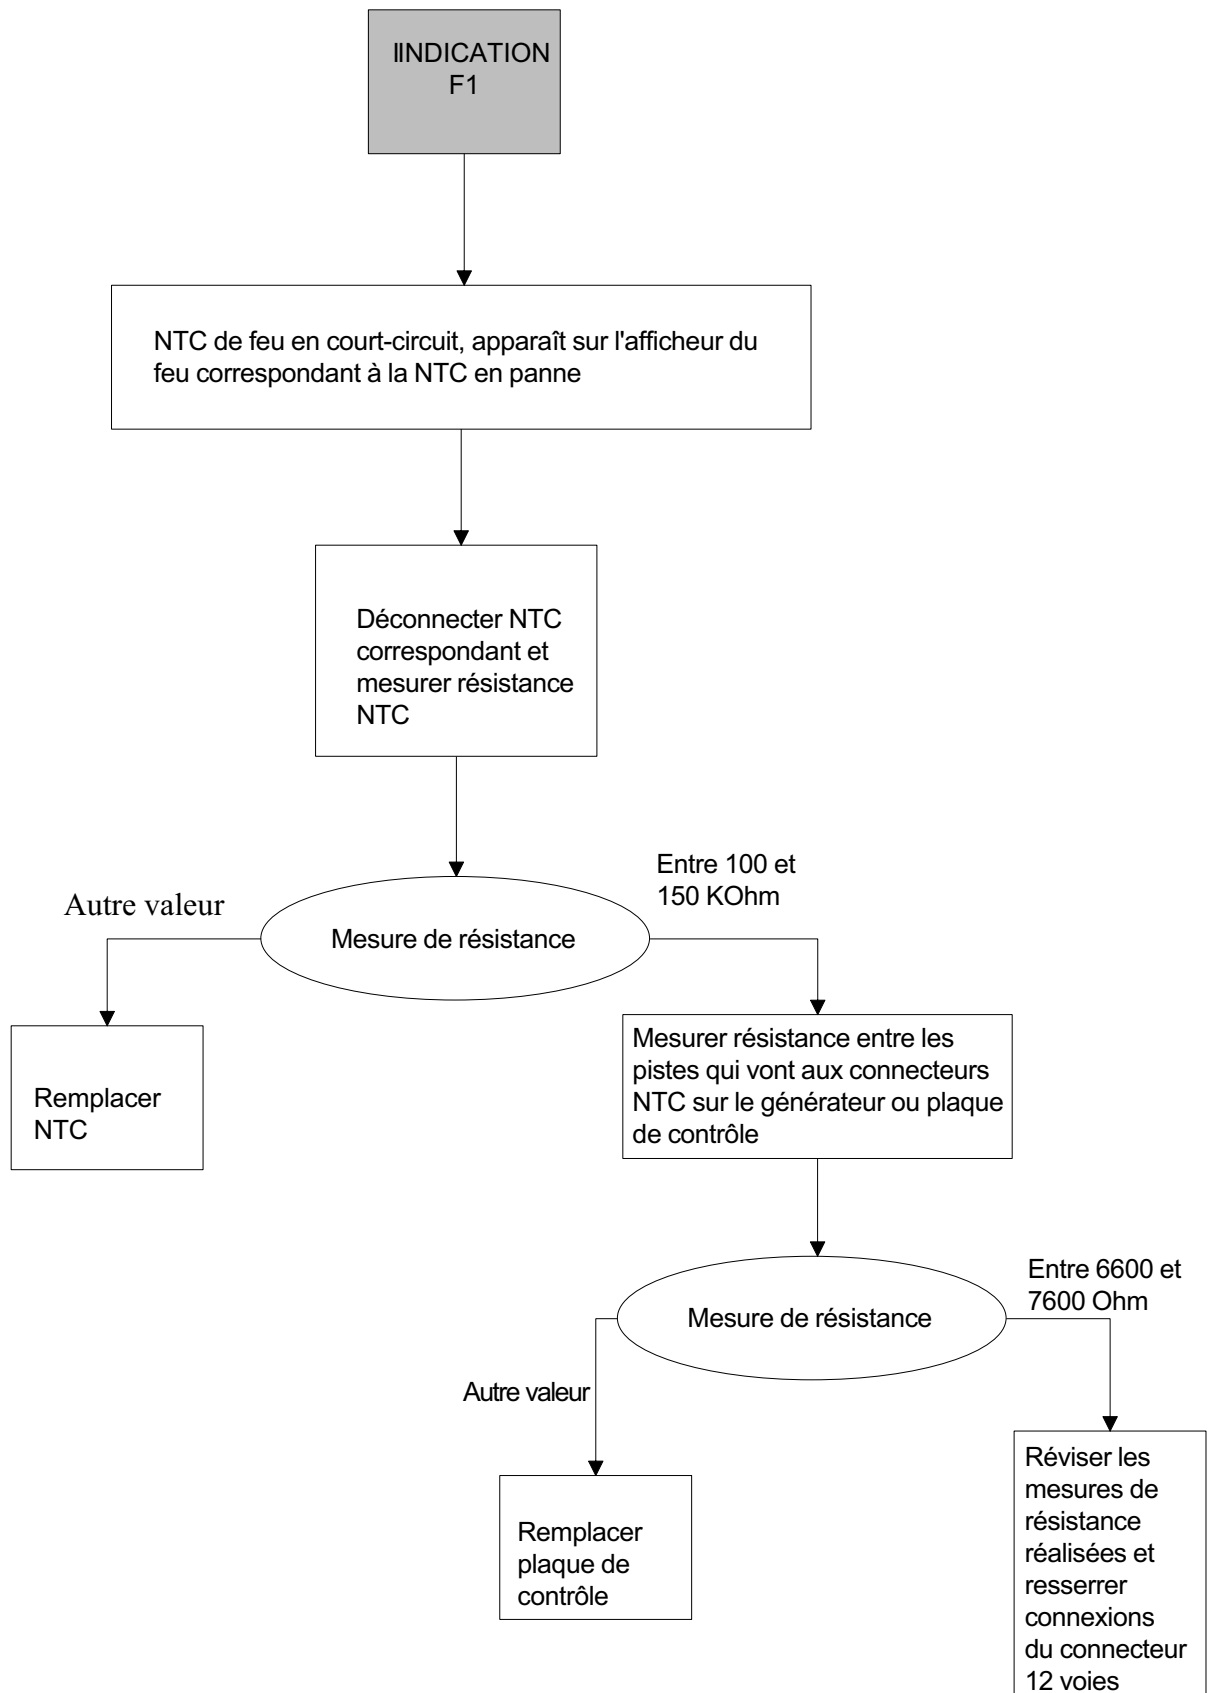 IINDICATION
F1
NTC de feu en court-circuit, apparaît sur l'afficheur du
feu correspondant à la NTC en panne
Déconnecter NTC
correspondant et
mesurer résistance
NTC
Entre 100 et
150 KOhm
Autre valeur
Mesure de résistance
Mesurer résistance entre les
pistes qui vont aux connecteurs
NTC sur le générateur ou plaque
de contrôle
Remplacer
NTC
Entre 6600 et
7600 Ohm
Mesure de résistance
Autre valeur
Réviser les
mesures de
résistance
réalisées et
resserrer
connexions
du connecteur
12 voies
Remplacer
plaque de
contrôle